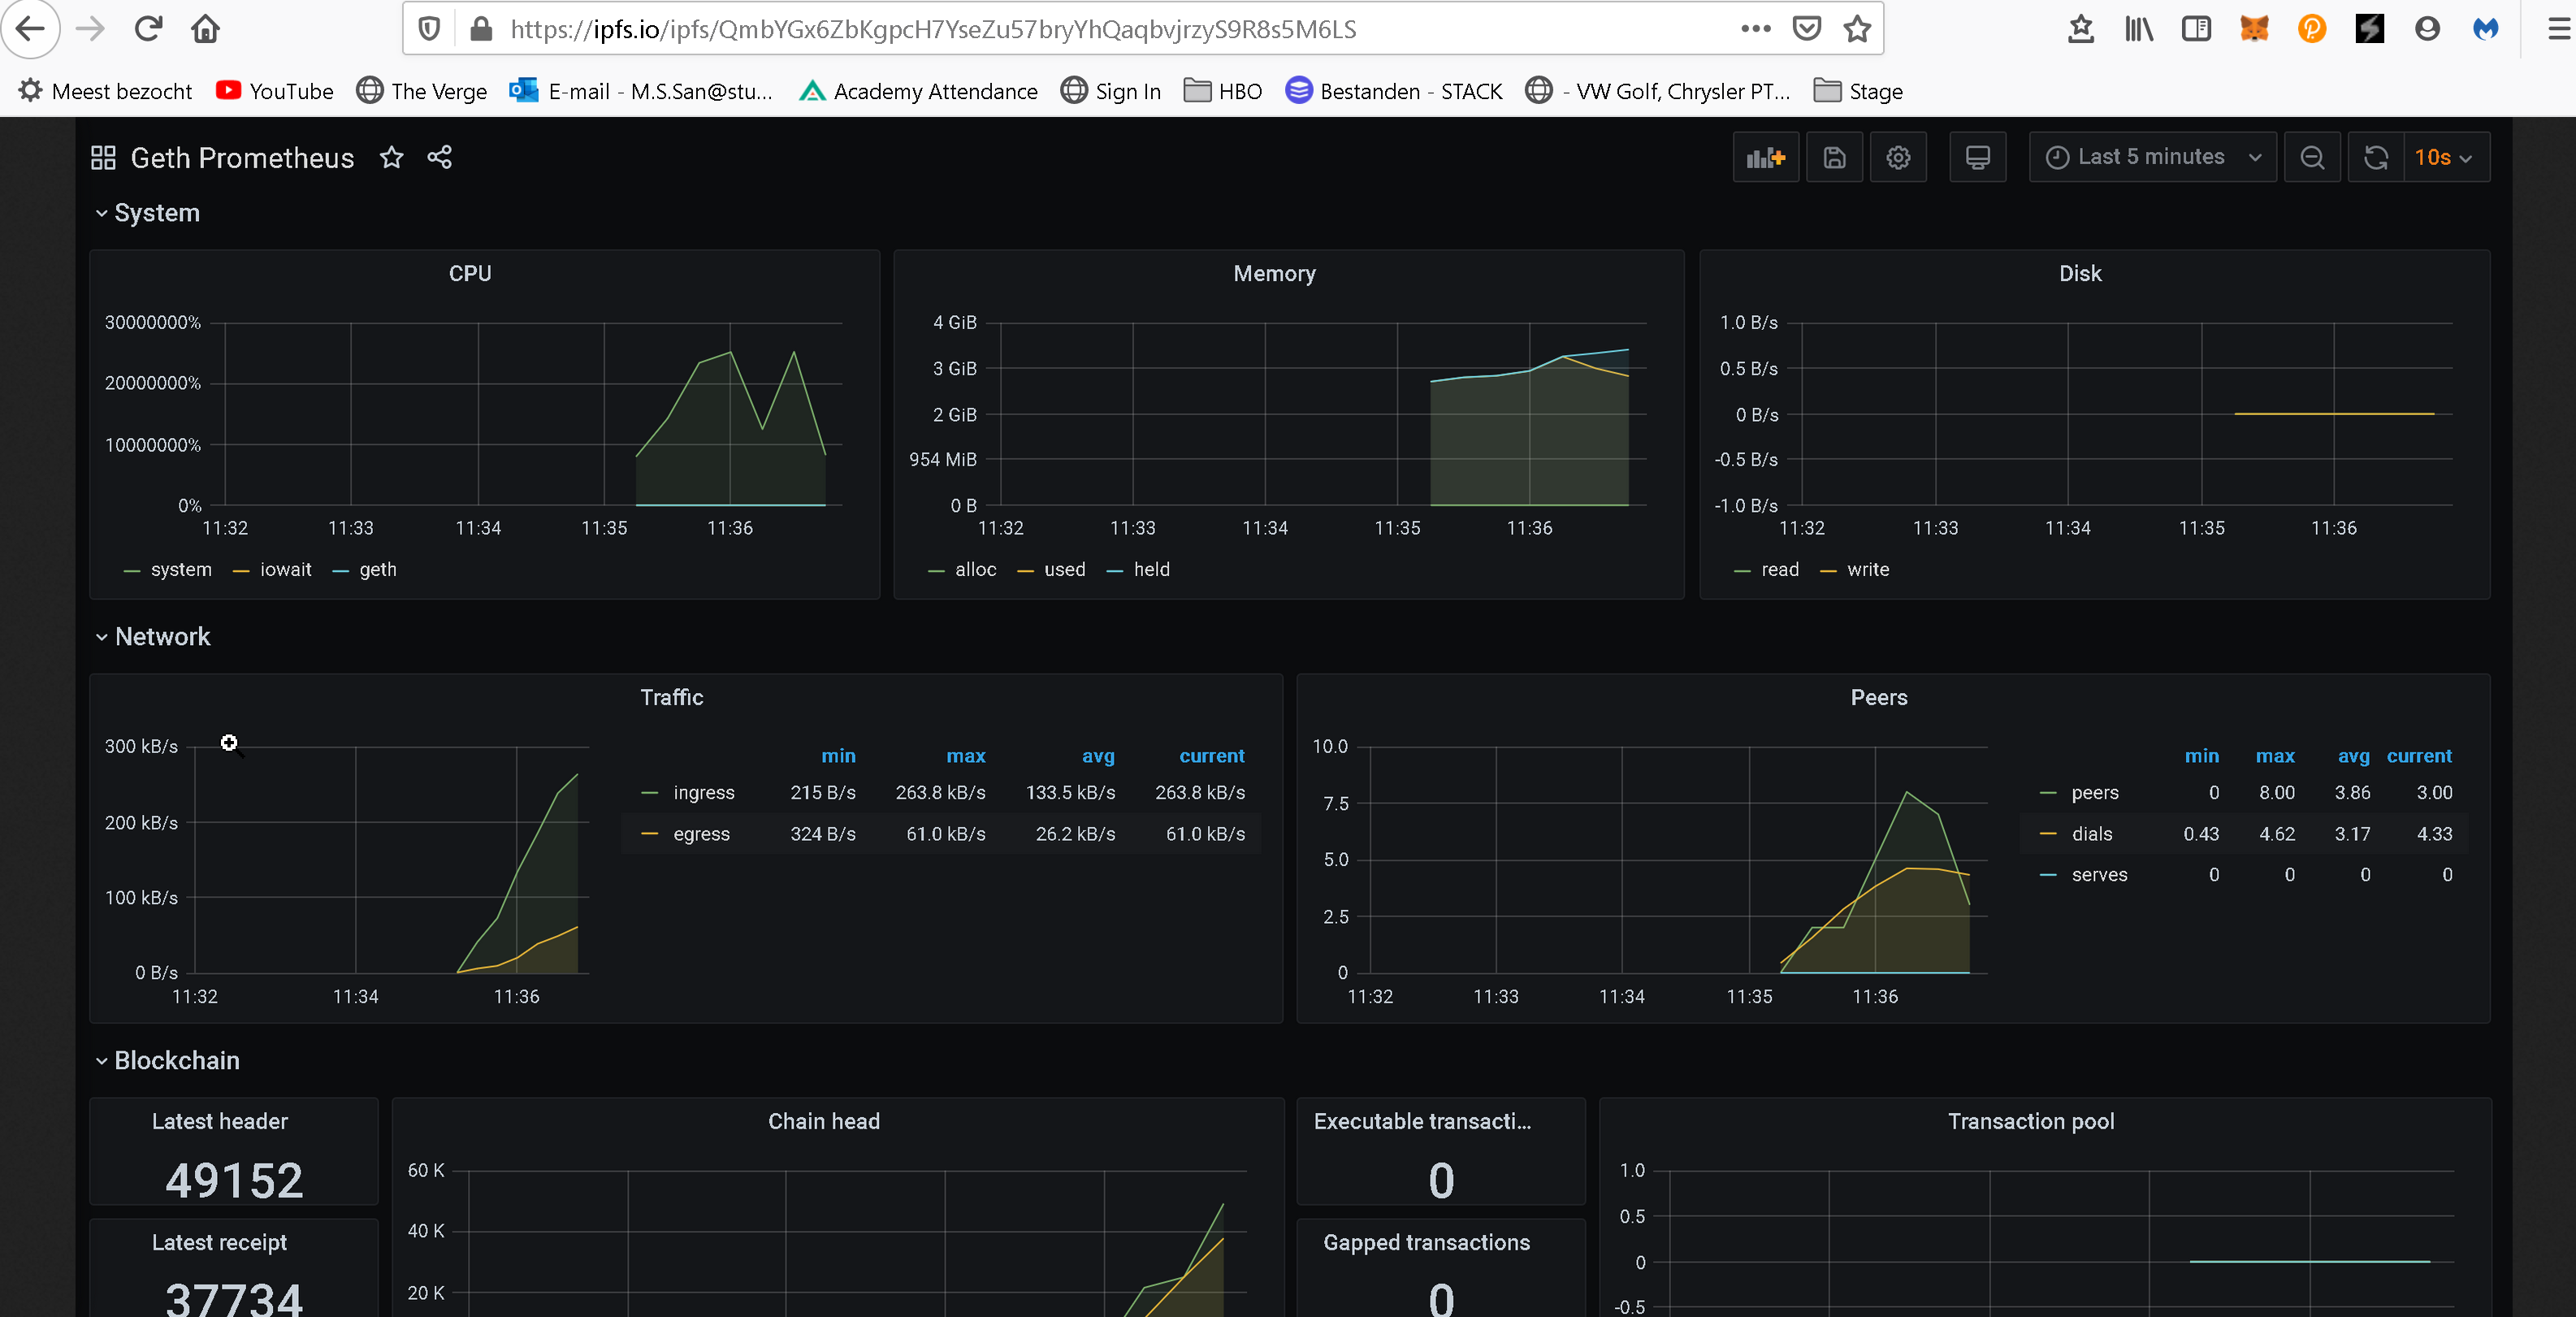 https://ipfs.io/ipfs/QmbYGx6ZbKgpcH7YseZu57bryYhQaqbvjrzyS9R8s5M6LS
Meest bezocht YouTube The Verge E-mail - M.S.San@stu... Academy Attendance Sign In HBO Bestanden - STACK - VW Golf, Chrysler PT... Stage
Geth Prometheus Last 5 minutes 10s
System
CPU
30000000%
20000000%
10000000%
0%
11:32 11:33 11:34 11:35 11:36
system iowait geth
Memory
4 GiB
3 GiB
2 GiB
954 MiB
0 B
11:32 11:33 11:34 11:35 11:36
alloc used held
Disk
1.0 B/s
0.5 B/s
0 B/s
-0.5 B/s
-1.0 B/s
11:32 11:33 11:34 11:35 11:36
read write
Network
Traffic
300 kB/s
200 kB/s
100 kB/s
0 B/s
11:32 11:34 11:36
min max avg current
ingress 215 B/s 263.8 kB/s 133.5 kB/s 263.8 kB/s
egress 324 B/s 61.0 kB/s 26.2 kB/s 61.0 kB/s
Peers
10.0
7.5
5.0
2.5
0
11:32 11:33 11:34 11:35 11:36
min max avg current
peers 0 8.00 3.86 3.00
dials 0.43 4.62 3.17 4.33
serves 0 0 0 0
Blockchain
Latest header
49152
Latest receipt
37734
Chain head
60 K
40 K
20 K
Executable transacti...
0
Gapped transactions
0
Transaction pool
1.0
0.5
0
-0.5